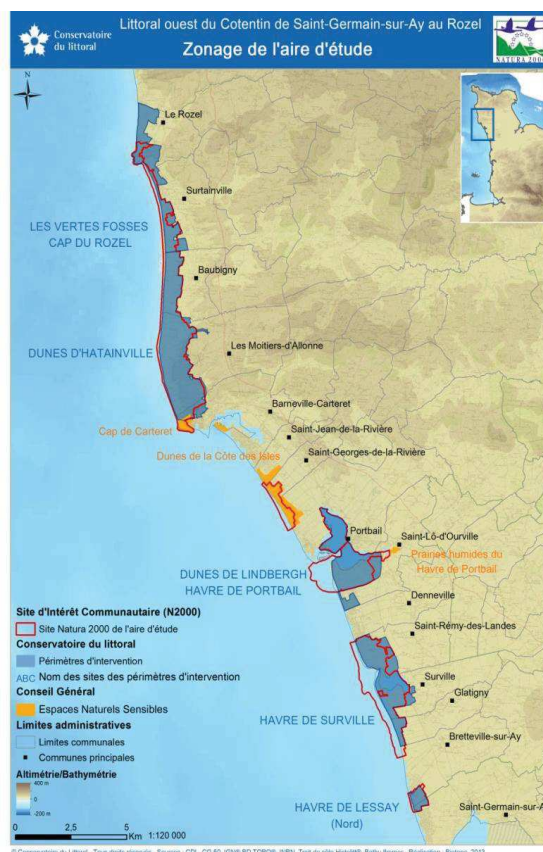 Conservatoire
du littoral
Littoral ouest du Cotentin de Saint-Germain-sur-Ay au Rozel
Zonage de l'aire d'étude
NATURA 2000
N
Le Rozel
Surtainville
LES VERTES FOSSES
CAP DU ROZEL
Baubigny
DUNES D'HATAINVILLE
Les Moitiers-d'Allonne
Barneville-Carteret
Cap de Carteret
Saint-Jean-de-la-Rivière
Dunes de la Côte des Isles
Saint-Georges-de-la-Rivière
Portbail
Saint-Lô-d'Ourville
Prairies humides du
Havre de Portbail
DUNES DE LINDBERGH
HAVRE DE PORTBAIL
Denneville
Saint-Rémy-des-Landes
Surville
Glatigny
HAVRE DE SURVILLE
Bretteville-sur-Ay
HAVRE DE LESSAY
(Nord)
Saint-Germain-sur-A
Site d'Intérêt Communautaire (N2000)
Site Natura 2000 de l'aire d'étude
Conservatoire du littoral
Périmètres d'intervention
ABC Nom des sites des périmètres d'intervention
Conseil Général
Espaces Naturels Sensibles
Limites administratives
Limites communales
Communes principales
Altimétrie/Bathymétrie
400 m
0
-200 m
0 2,5 5
Km 1:120 000